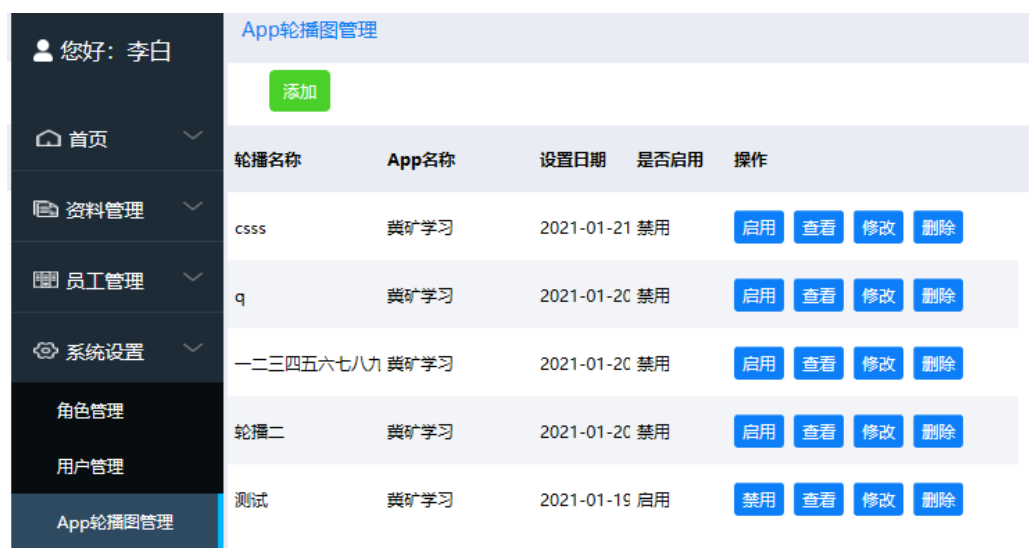 您好：李白
首页
资料管理
员工管理
系统设置
角色管理
用户管理
App轮播图管理
App轮播图管理
添加
轮播名称 App名称 设置日期 是否启用 操作
csss 冀矿学习 2021-01-21 禁用 启用 查看 修改 删除
q 冀矿学习 2021-01-20 禁用 启用 查看 修改 删除
一二三四五六七八九 冀矿学习 2021-01-20 禁用 启用 查看 修改 删除
轮播二 冀矿学习 2021-01-20 禁用 启用 查看 修改 删除
测试 冀矿学习 2021-01-19 启用 禁用 查看 修改 删除